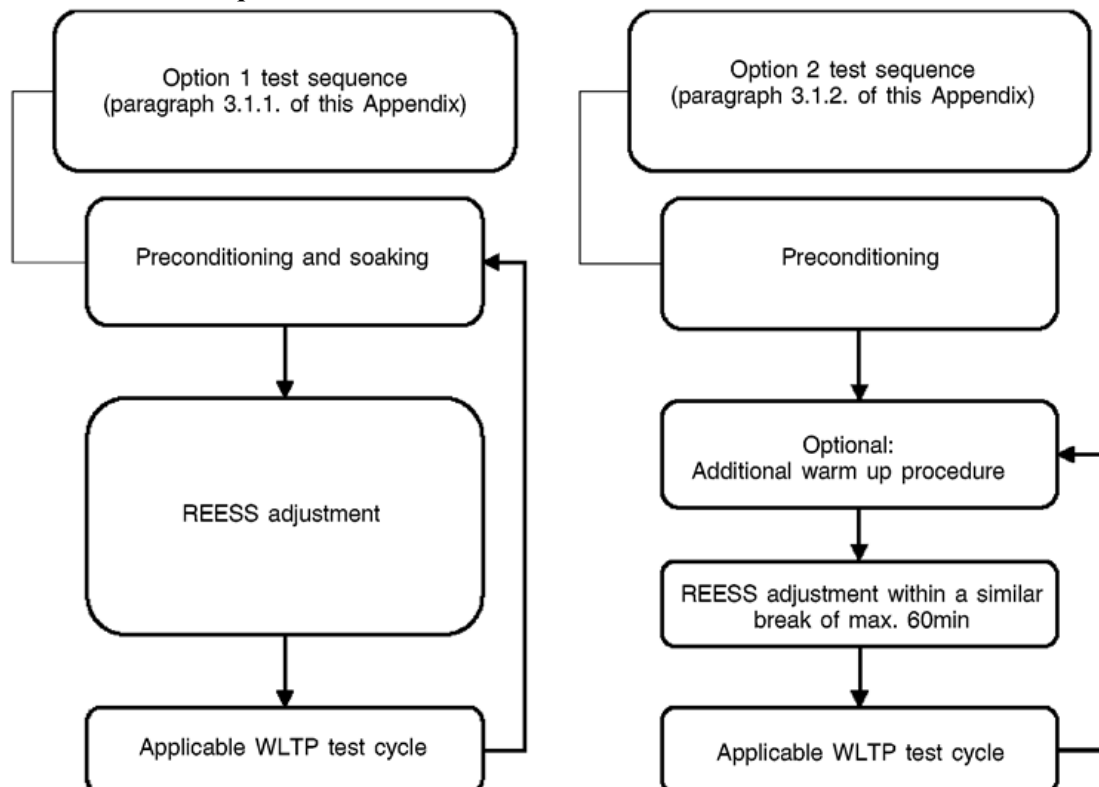 Option 1 test sequence
(paragraph 3.1.1. of this Appendix)
Preconditioning and soaking
REESS adjustment
Applicable WLTP test cycle
Option 2 test sequence
(paragraph 3.1.2. of this Appendix)
Preconditioning
Optional:
Additional warm up procedure
REESS adjustment within a similar
break of max. 60min
Applicable WLTP test cycle